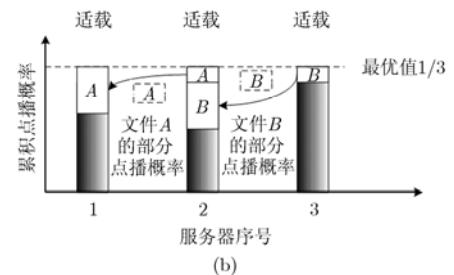 适载 适载 适载
最优值1/3
A A B B
A B
文件A 文件B
的部分 的部分
点播概率 点播概率
累积点播概率
1 2 3
服务器序号
(b)